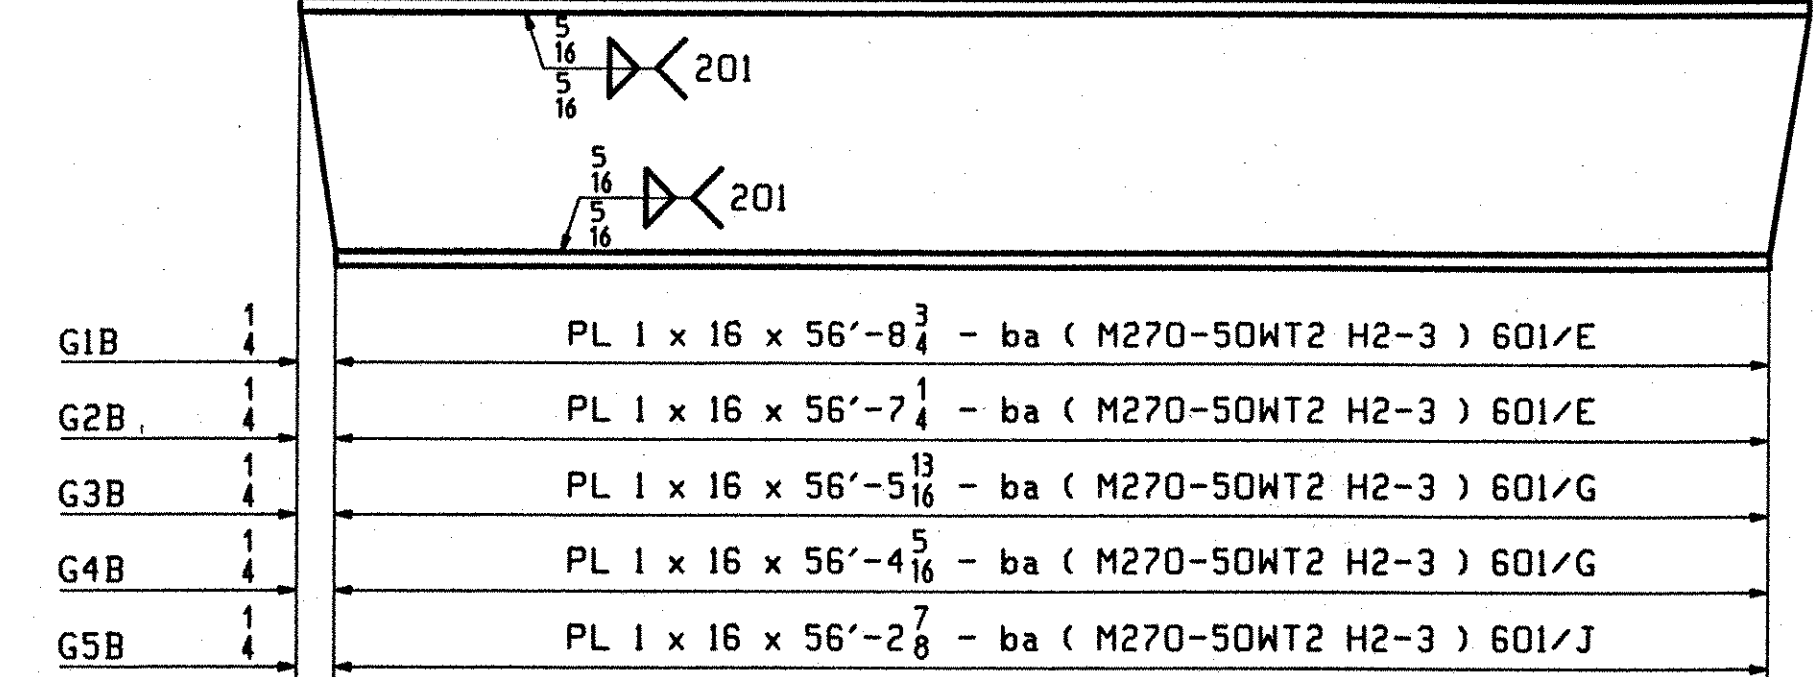 5/16
5/16 201
5/16
5/16 201
G1B 1/4 PL 1 x 16 x 56'-8 3/4 - ba ( M270-50WT2 H2-3 ) 601/E
G2B 1/4 PL 1 x 16 x 56'-7 1/4 - ba ( M270-50WT2 H2-3 ) 601/E
G3B 1/4 PL 1 x 16 x 56'-5 13/16 - ba ( M270-50WT2 H2-3 ) 601/G
G4B 1/4 PL 1 x 16 x 56'-4 5/16 - ba ( M270-50WT2 H2-3 ) 601/G
G5B 1/4 PL 1 x 16 x 56'-2 7/8 - ba ( M270-50WT2 H2-3 ) 601/J